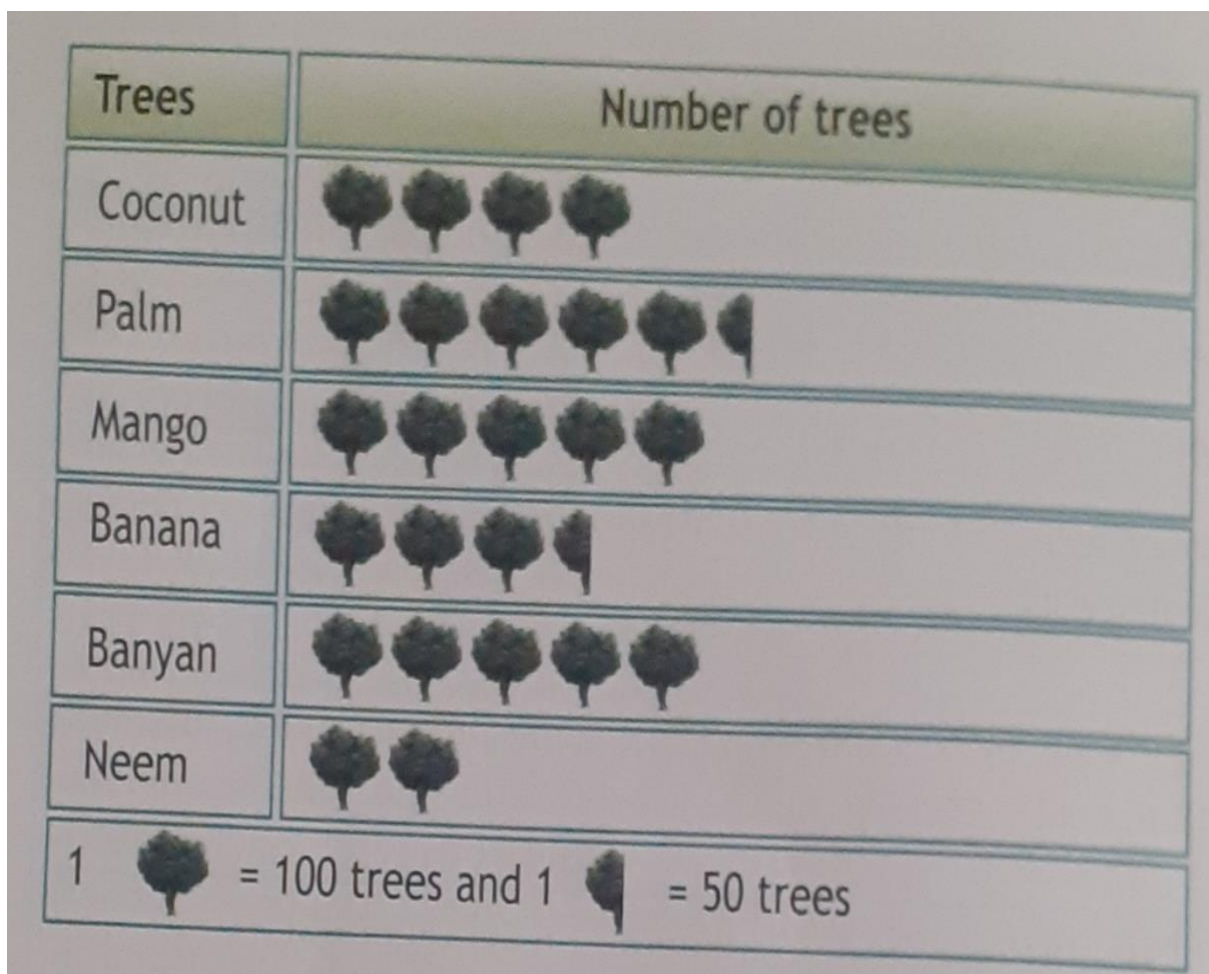 Trees
Number of trees
Coconut
Palm
Mango
Banana
Banyan
Neem
1 = 100 trees and 1 = 50 trees